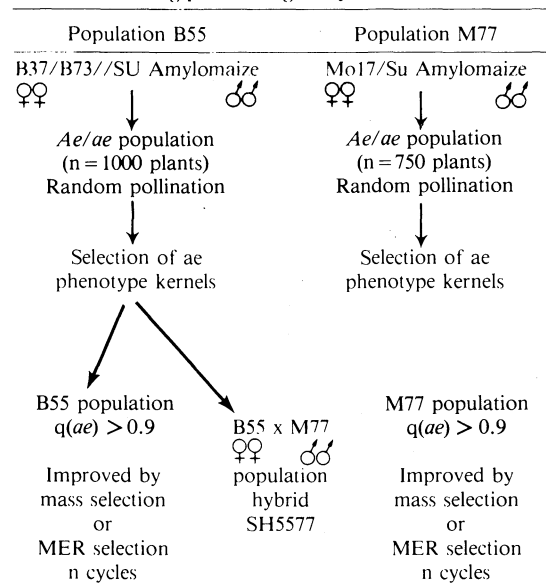 Population B55
B37/B73//SU Amylomaize
♀♀ ♂♂
Ae/ae population
(n = 1000 plants)
Random pollination
Selection of ae
phenotype kernels
B55 population
q(ae) > 0.9
Improved by
mass selection
or
MER selection
n cycles
B55 x M77
♀♀ ♂♂
population
hybrid
SH5577
Population M77
Mo17/Su Amylomaize
♀♀ ♂♂
Ae/ae population
(n = 750 plants)
Random pollination
Selection of ae
phenotype kernels
M77 population
q(ae) > 0.9
Improved by
mass selection
or
MER selection
n cycles